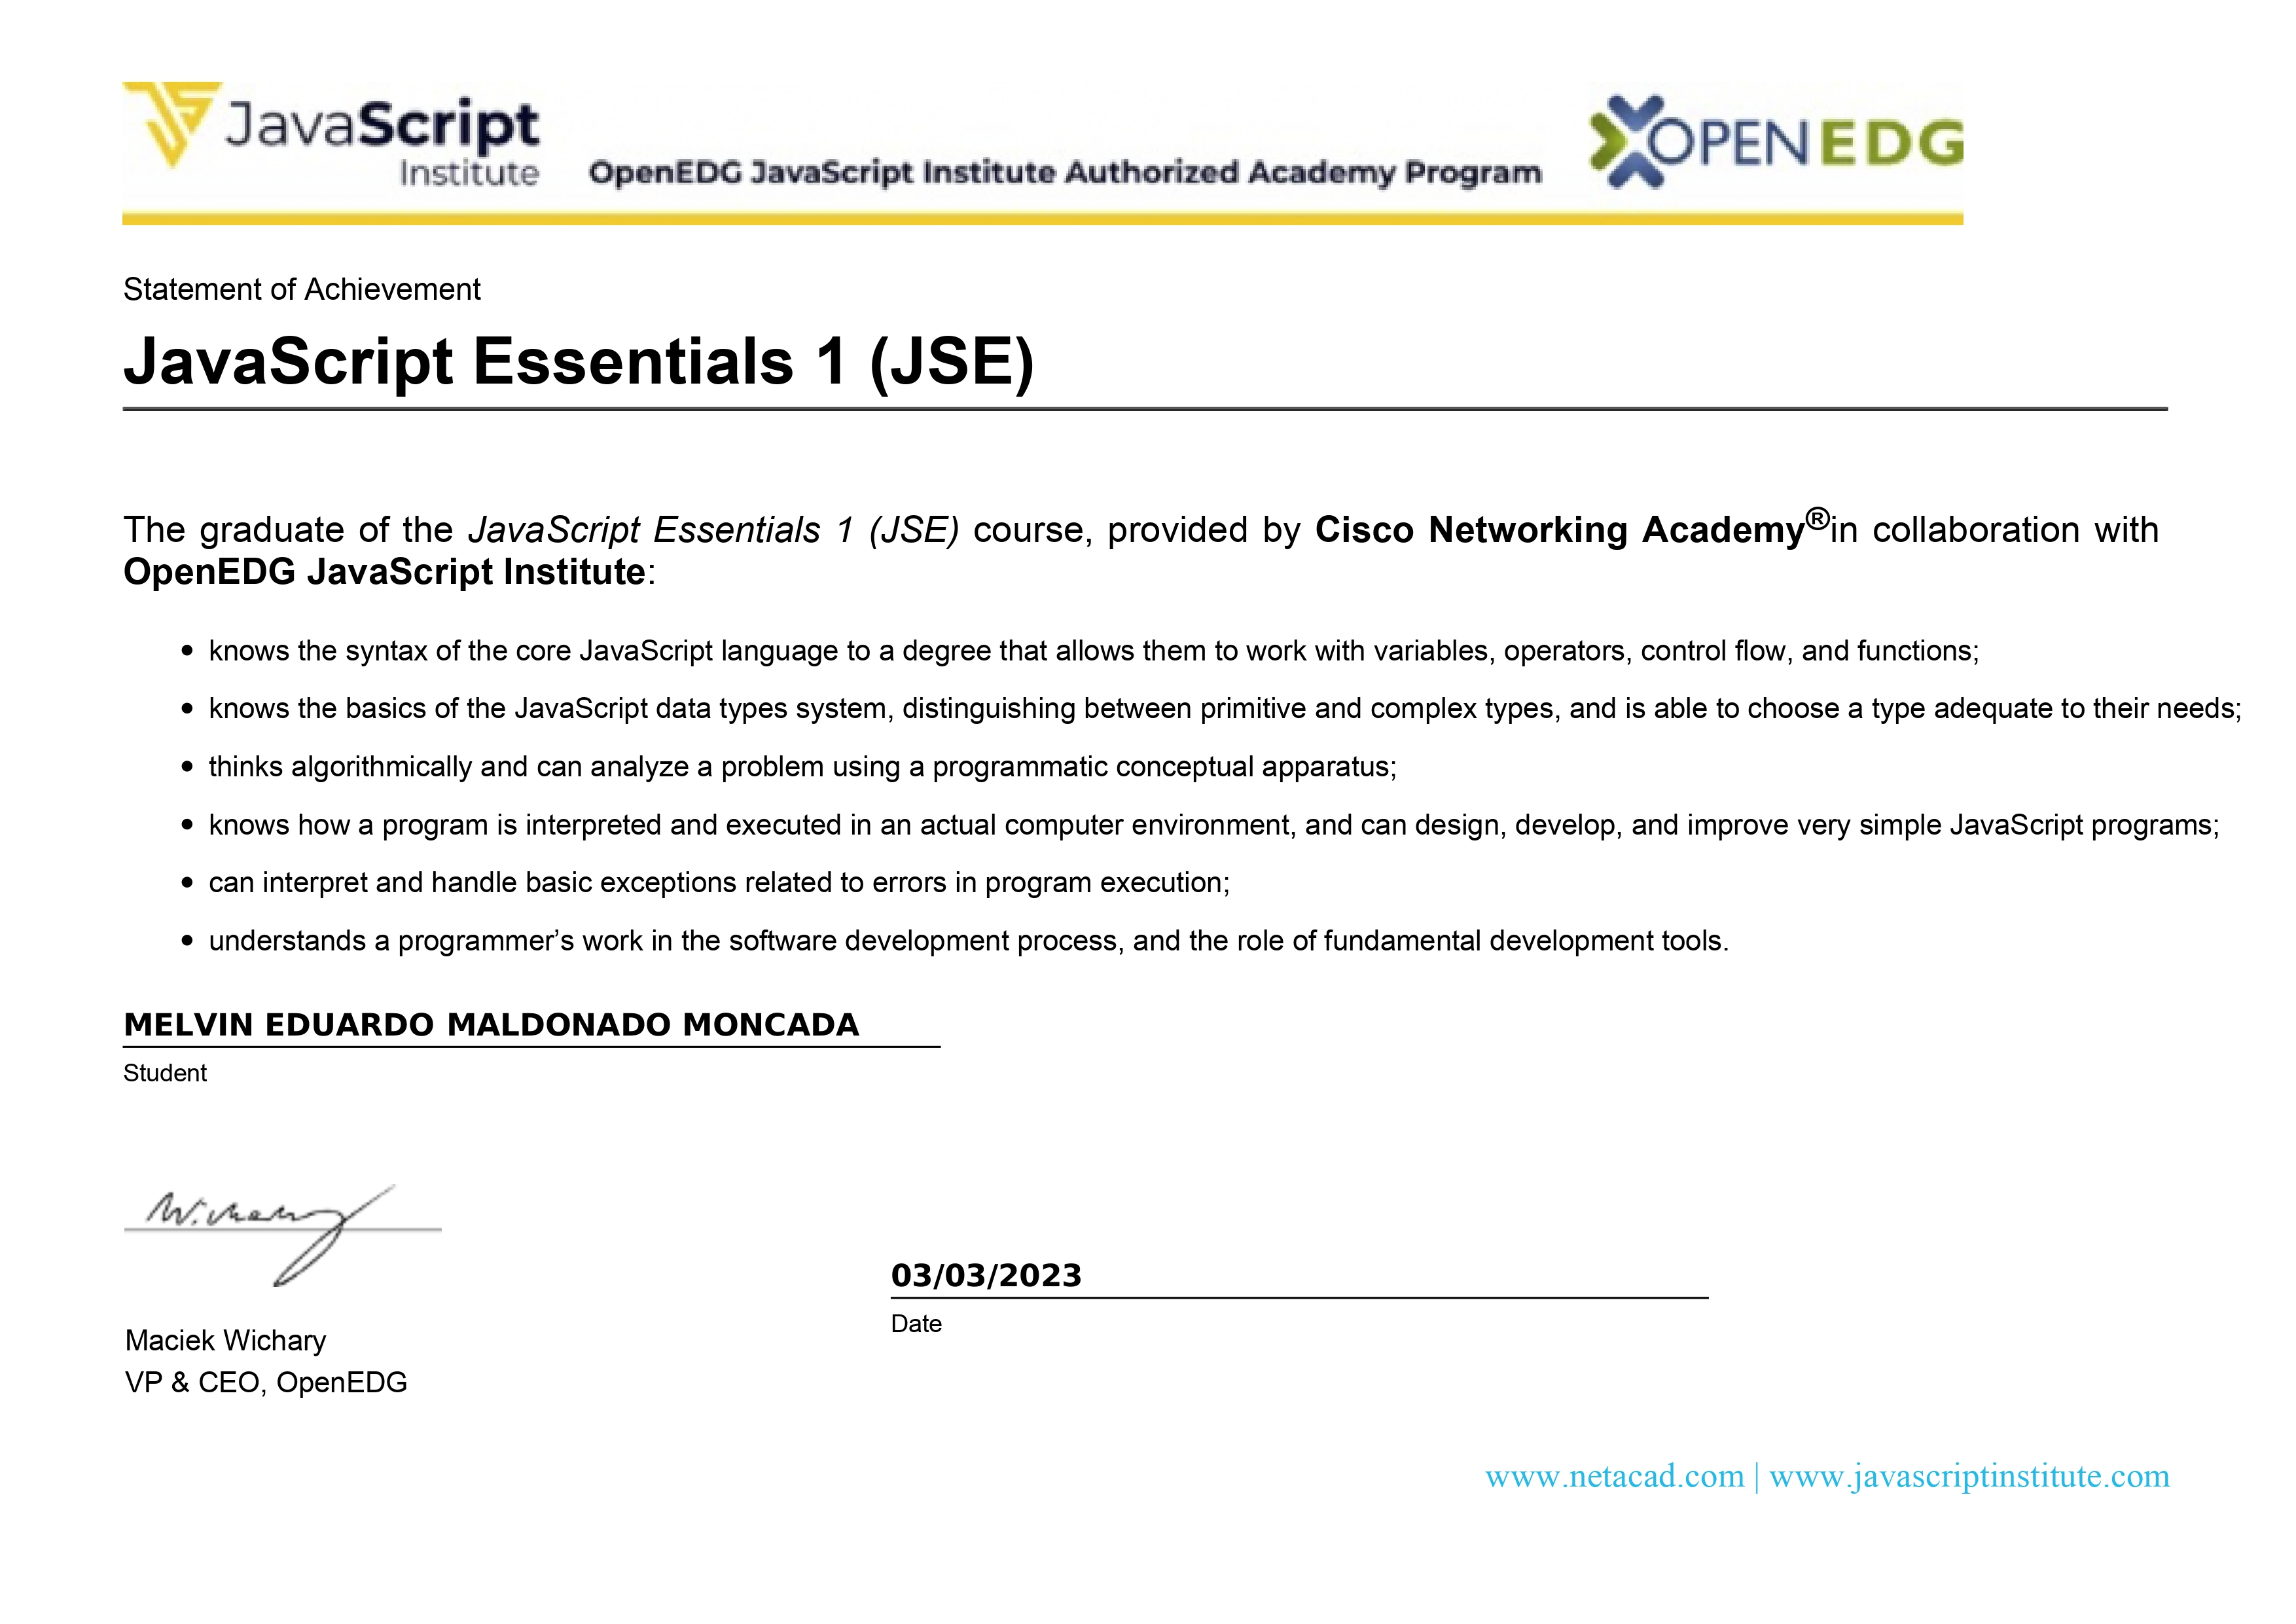 JavaScript
Institute
OpenEDG JavaScript Institute Authorized Academy Program
OPENEDG
Statement of Achievement
JavaScript Essentials 1 (JSE)
The graduate of the JavaScript Essentials 1 (JSE) course, provided by Cisco Networking Academy®in collaboration with
OpenEDG JavaScript Institute:
• knows the syntax of the core JavaScript language to a degree that allows them to work with variables, operators, control flow, and functions;
• knows the basics of the JavaScript data types system, distinguishing between primitive and complex types, and is able to choose a type adequate to their needs;
• thinks algorithmically and can analyze a problem using a programmatic conceptual apparatus;
• knows how a program is interpreted and executed in an actual computer environment, and can design, develop, and improve very simple JavaScript programs;
• can interpret and handle basic exceptions related to errors in program execution;
• understands a programmer’s work in the software development process, and the role of fundamental development tools.
MELVIN EDUARDO MALDONADO MONCADA
Student
W.chary
03/03/2023
Date
Maciek Wichary
VP & CEO, OpenEDG
www.netacad.com | www.javascriptinstitute.com